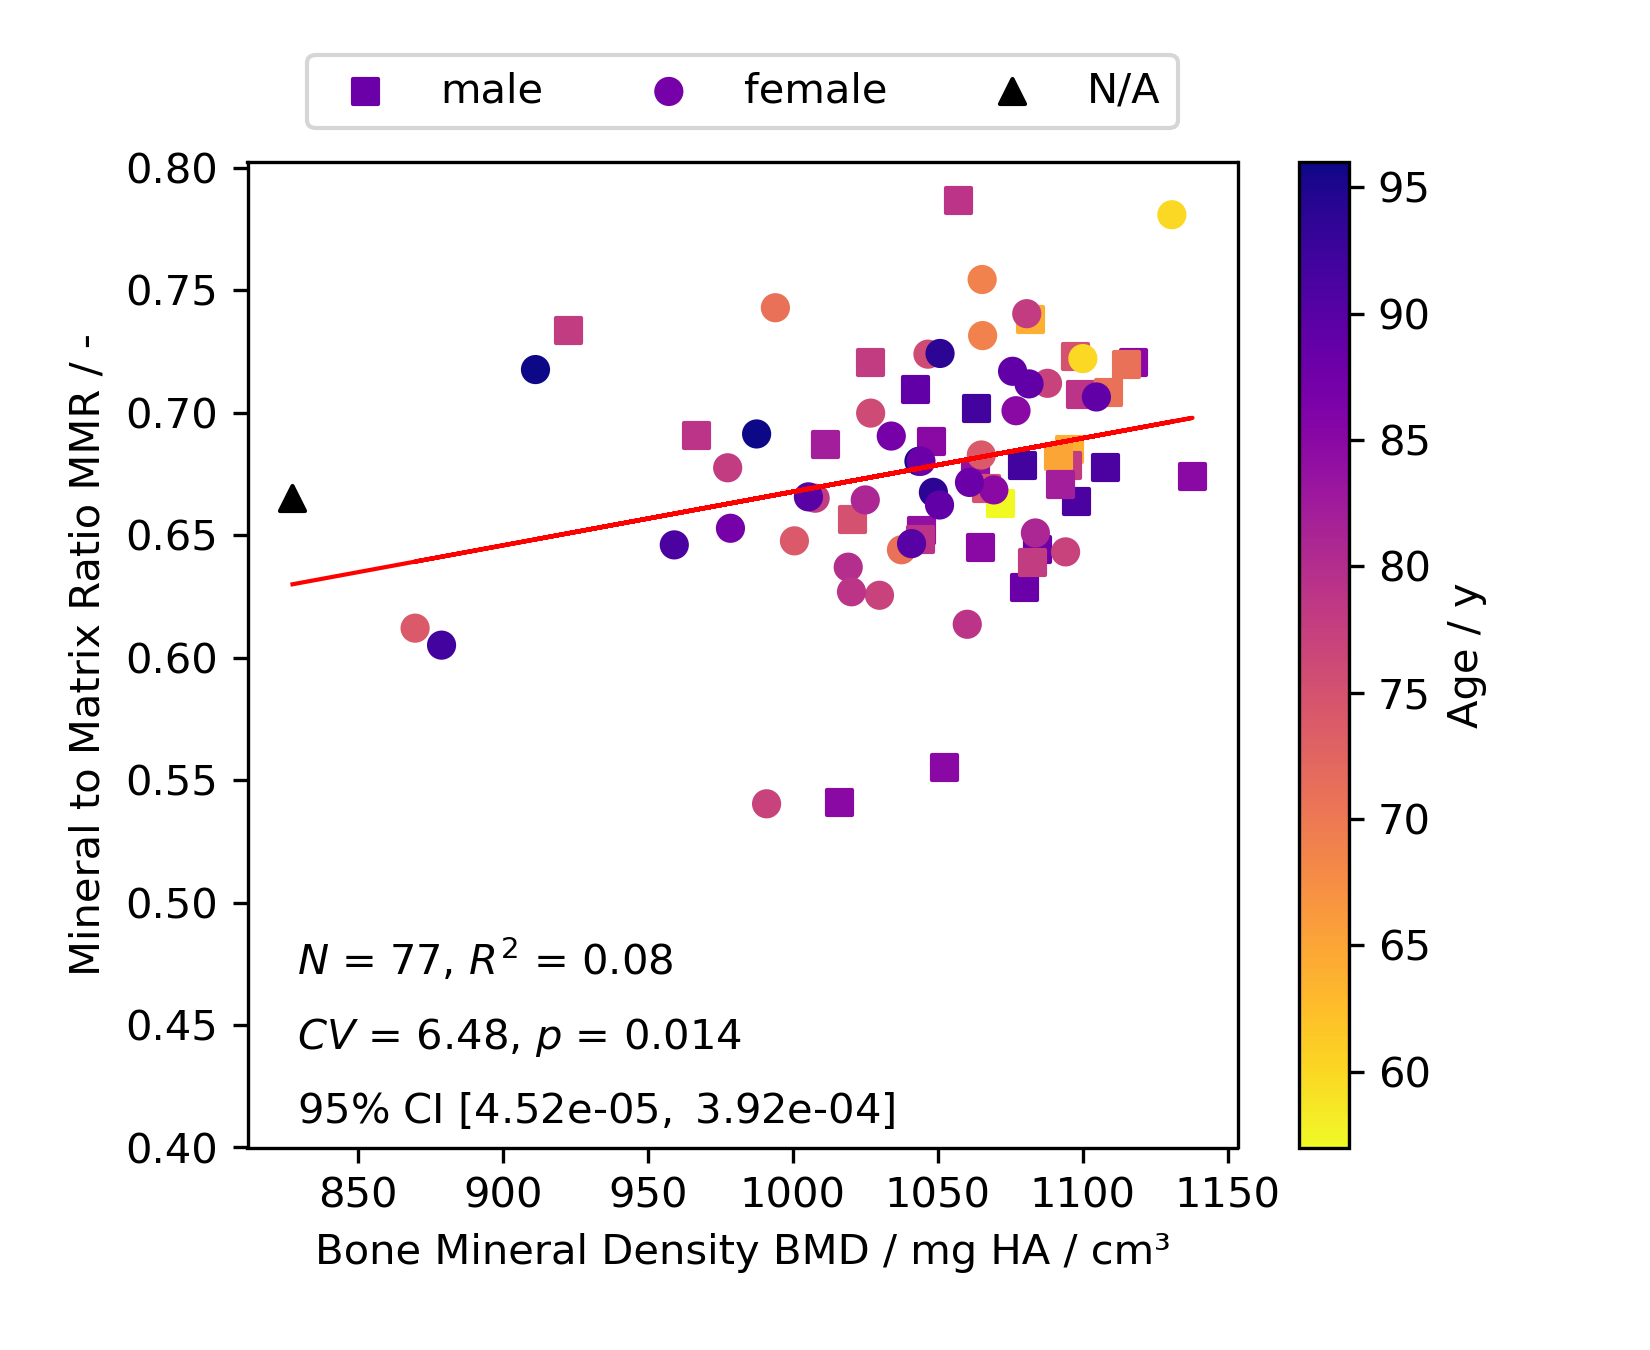 male female N/A
0.80
0.75
0.70
0.65
0.60
0.55
0.50
0.45
0.40
Mineral to Matrix Ratio MMR / -
N = 77, R² = 0.08
CV = 6.48, p = 0.014
95% CI [4.52e-05, 3.92e-04]
850 900 950 1000 1050 1100 1150
Bone Mineral Density BMD / mg HA / cm³
95
90
85
80
75
70
65
60
Age / y